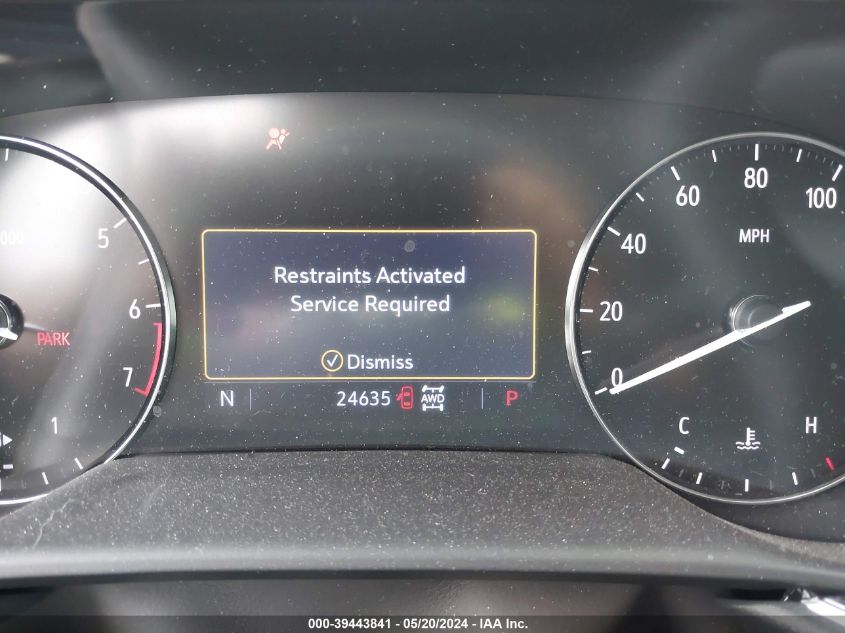 80
60
100
000
5
40
MPH
Restraints Activated
Service Required
6
20
PARK
Dismiss
7
0
N
24635
AWD
P
1
C
H
000-39443841 - 05/20/2024 - IAA Inc.